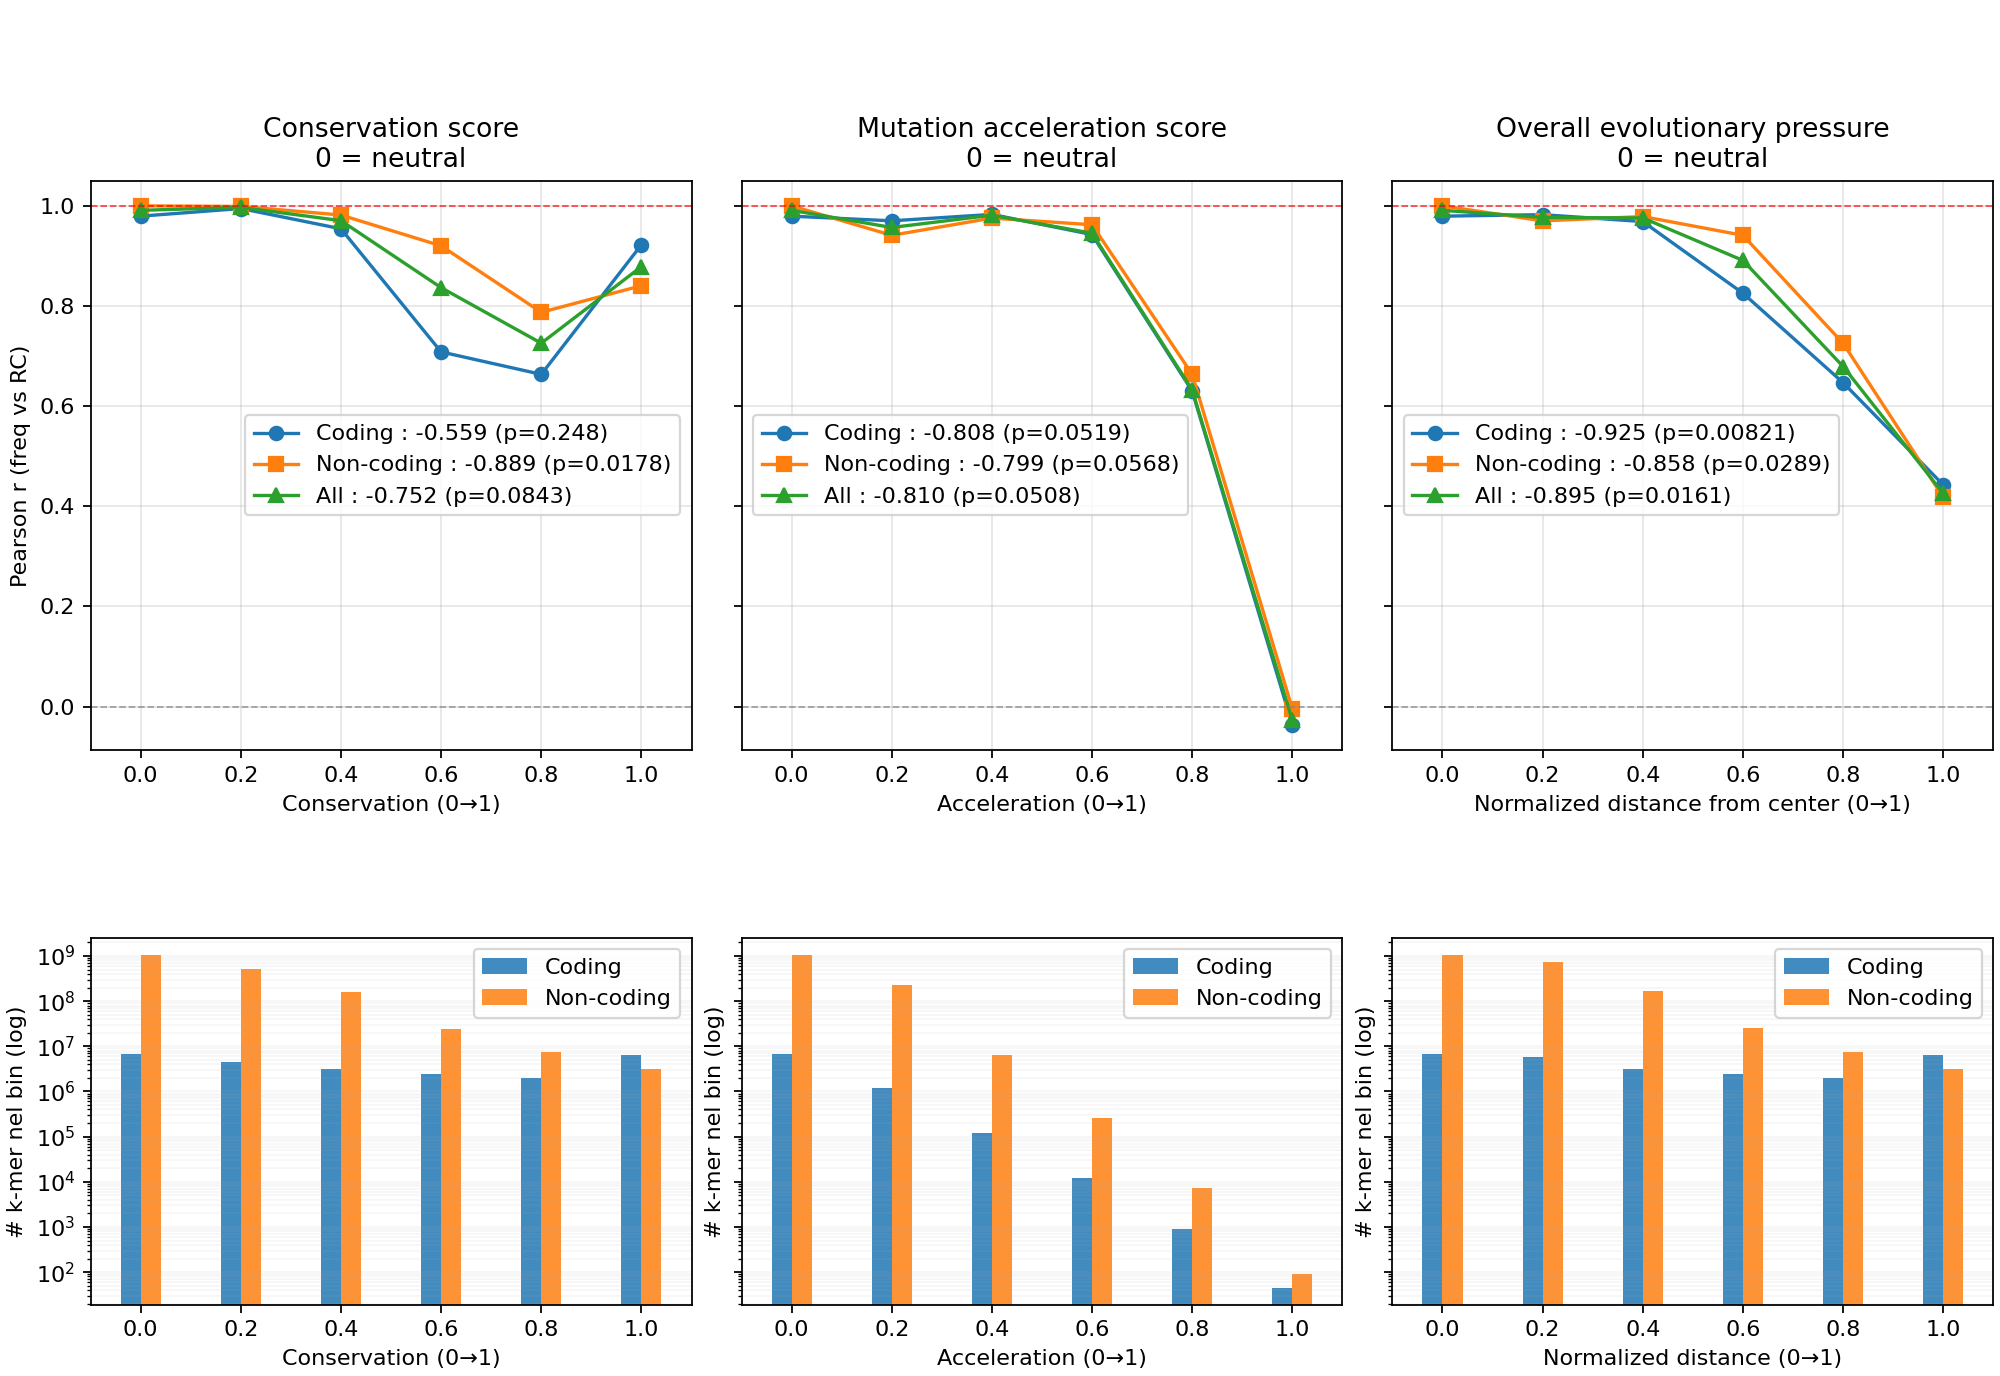 Conservation score
0 = neutral
Mutation acceleration score
0 = neutral
Overall evolutionary pressure
0 = neutral
Pearson r (freq vs RC)
1.0
0.8
0.6
0.4
0.2
0.0
Coding : -0.559 (p=0.248)
Non-coding : -0.889 (p=0.0178)
All : -0.752 (p=0.0843)
Coding : -0.808 (p=0.0519)
Non-coding : -0.799 (p=0.0568)
All : -0.810 (p=0.0508)
Coding : -0.925 (p=0.00821)
Non-coding : -0.858 (p=0.0289)
All : -0.895 (p=0.0161)
0.0 0.2 0.4 0.6 0.8 1.0
0.0 0.2 0.4 0.6 0.8 1.0
0.0 0.2 0.4 0.6 0.8 1.0
Conservation (0→1)
Acceleration (0→1)
Normalized distance from center (0→1)
# k-mer nel bin (log)
10⁹
10⁸
10⁷
10⁶
10⁵
10⁴
10³
10²
Coding
Non-coding
# k-mer nel bin (log)
Coding
Non-coding
# k-mer nel bin (log)
Coding
Non-coding
0.0 0.2 0.4 0.6 0.8 1.0
0.0 0.2 0.4 0.6 0.8 1.0
0.0 0.2 0.4 0.6 0.8 1.0
Conservation (0→1)
Acceleration (0→1)
Normalized distance (0→1)